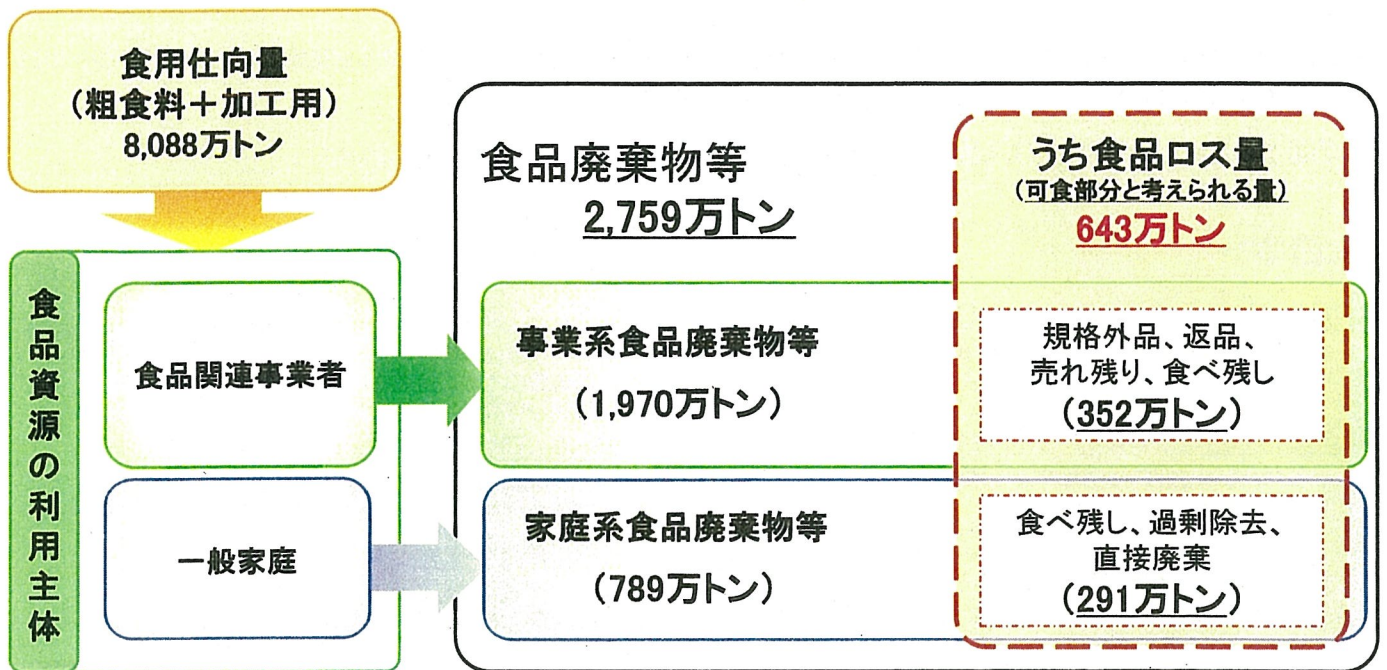 食用仕向量
（粗食料＋加工用）
8,088万トン
食品資源の利用主体
食品関連事業者
一般家庭
食品廃棄物等
2,759万トン
うち食品ロス量
（可食部分と考えられる量）
643万トン
事業系食品廃棄物等
（1,970万トン）
規格外品、返品、
売れ残り、食べ残し
（352万トン）
家庭系食品廃棄物等
（789万トン）
食べ残し、過剰除去、
直接廃棄
（291万トン）